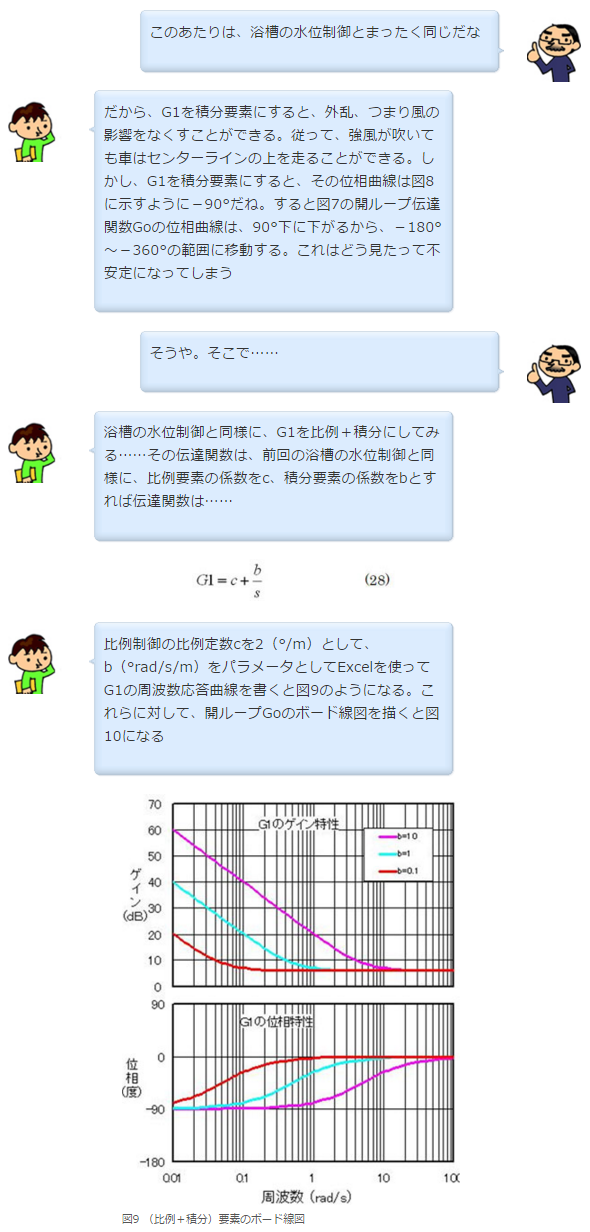 このあたりは、浴槽の水位制御とまったく同じだな
だから、G1を積分要素にすると、外乱、つまり風の
影響をなくすことができる。従って、強風が吹いて
も車はセンターラインの上を走ることができる。し
かし、G1を積分要素にすると、その位相曲線は図8
に示すように－90°だね。すると図7の開ループ伝達
関数Goの位相曲線は、90°下に下がるから、－180°
～－360°の範囲に移動する。これはどう見たって不
安定になってしまう
そうや。そこで……
浴槽の水位制御と同様に、G1を比例＋積分にしてみ
る……その伝達関数は、前回の浴槽の水位制御と同
様に、比例要素の係数をc、積分要素の係数をbとす
れば伝達関数は……
G1 = c + b/s (28)
比例制御の比例定数cを2（°/m）として、
b（°rad/s/m）をパラメータとしてExcelを使って
G1の周波数応答曲線を書くと図9のようになる。こ
れらに対して、開ループGoのボード線図を描くと図
10になる
G1のゲイン特性
b=10
b=1
b=0.1
ゲイン(dB)
70
60
50
40
30
20
10
0
G1の位相特性
位相(度)
90
0
-90
-180
0.01 0.1 1 10 100
周波数 (rad/s)
図9 （比例＋積分）要素のボード線図